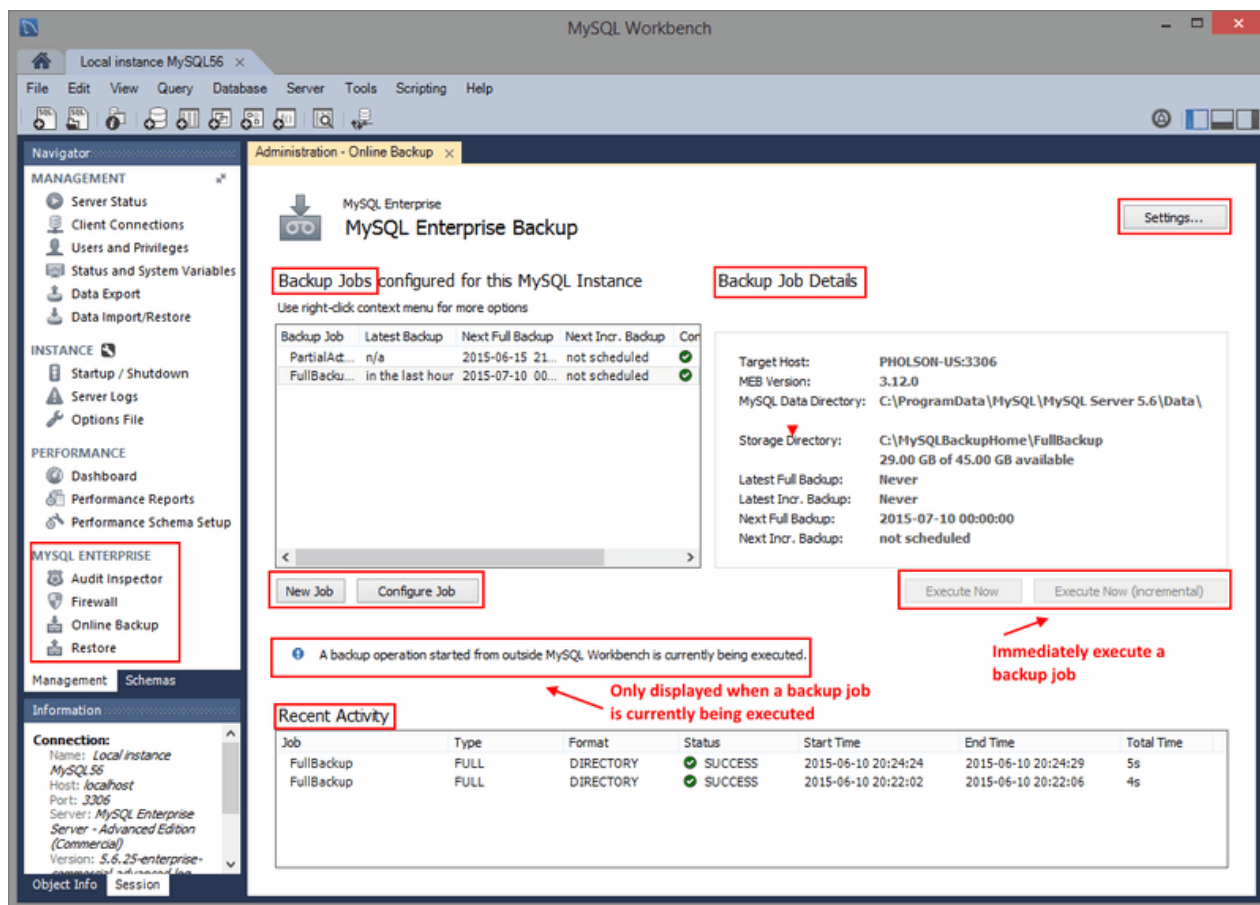 MySQL Workbench
Local instance MySQL56
File Edit View Query Database Server Tools Scripting Help
Navigator
MANAGEMENT
Server Status
Client Connections
Users and Privileges
Status and System Variables
Data Export
Data Import/Restore
INSTANCE
Startup / Shutdown
Server Logs
Options File
PERFORMANCE
Dashboard
Performance Reports
Performance Schema Setup
MYSQL ENTERPRISE
Audit Inspector
Firewall
Online Backup
Restore
Management Schemas
Information
Connection:
Name: Local instance
MySQL56
Host: localhost
Port: 3306
Server: MySQL Enterprise
Server - Advanced Edition
(Commercial)
Version: 5.6.25-enterprise-
commercial-advanced-log
Object Info Session
Administration - Online Backup
MySQL Enterprise
MySQL Enterprise Backup
Settings...
Backup Jobs configured for this MySQL Instance
Use right-click context menu for more options
Backup Job Latest Backup Next Full Backup Next Incr. Backup Cor
PartialAct... n/a 2015-06-15 21... not scheduled
FullBacku... in the last hour 2015-07-10 00... not scheduled
New Job Configure Job
Backup Job Details
Target Host: PHOLSON-US:3306
MEB Version: 3.12.0
MySQL Data Directory: C:\ProgramData\MySQL\MySQL Server 5.6\Data\
Storage Directory: C:\MySQLBackupHome\FullBackup
29.00 GB of 45.00 GB available
Latest Full Backup: Never
Latest Incr. Backup: Never
Next Full Backup: 2015-07-10 00:00:00
Next Incr. Backup: not scheduled
Execute Now Execute Now (incremental)
Immediately execute a
backup job
A backup operation started from outside MySQL Workbench is currently being executed.
Only displayed when a backup job
is currently being executed
Recent Activity
Job Type Format Status Start Time End Time Total Time
FullBackup FULL DIRECTORY SUCCESS 2015-06-10 20:24:24 2015-06-10 20:24:29 5s
FullBackup FULL DIRECTORY SUCCESS 2015-06-10 20:22:02 2015-06-10 20:22:06 4s